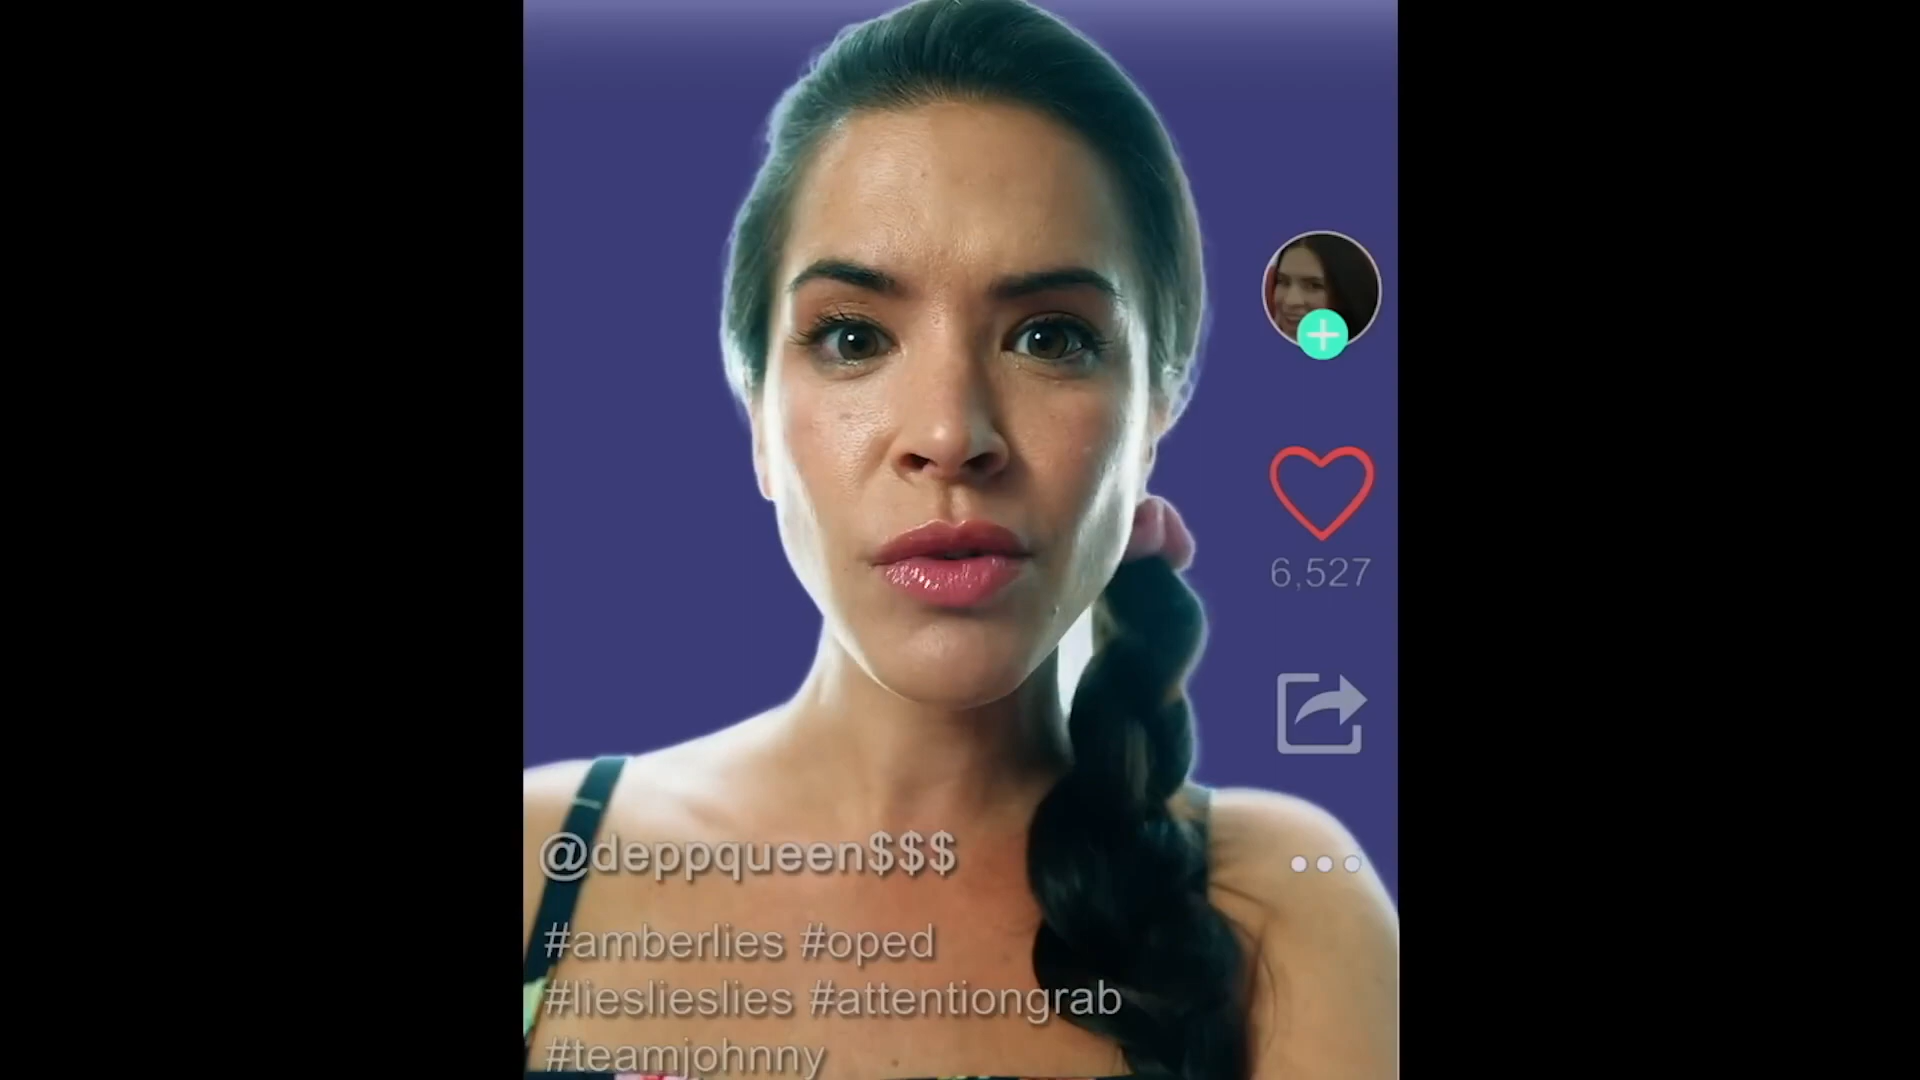 6,527
@deppqueen$$$
#amberlies #oped
#lieslieslies #attentiongrab
#teamjohnny